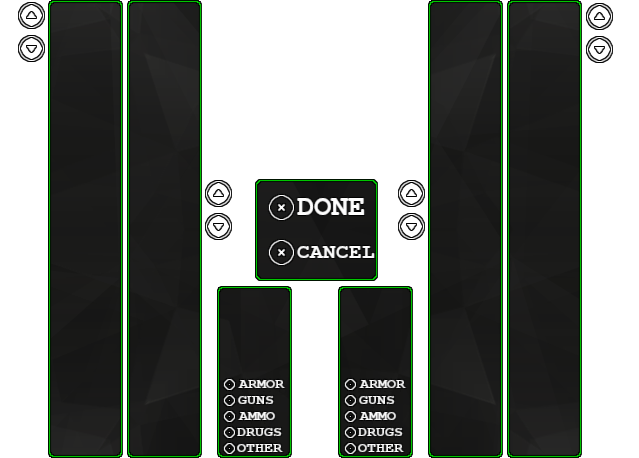 DONE
CANCEL
ARMOR
GUNS
AMMO
DRUGS
OTHER
ARMOR
GUNS
AMMO
DRUGS
OTHER